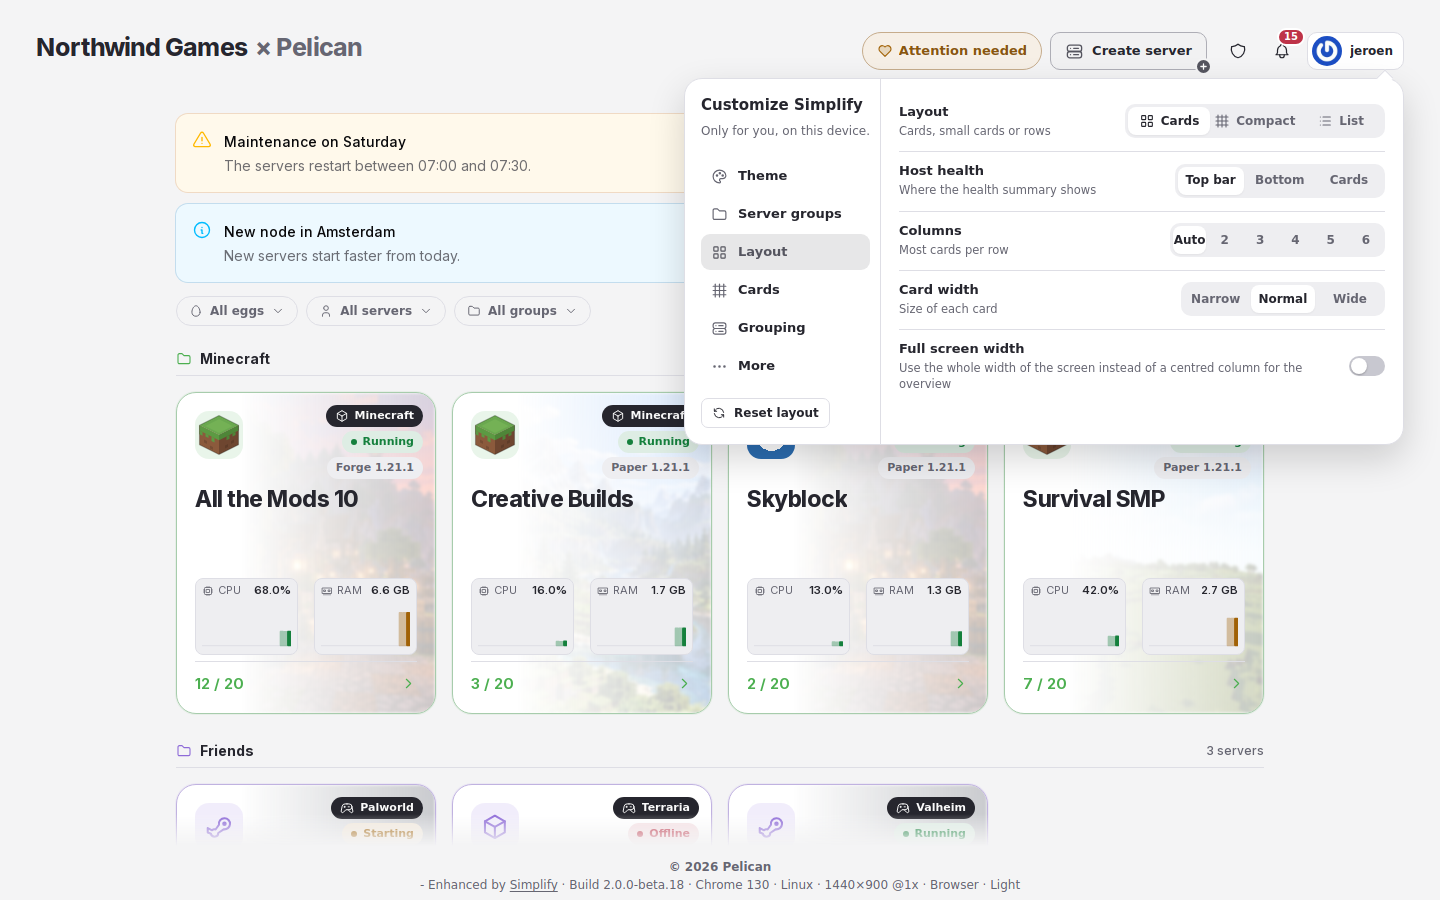 Northwind Games × Pelican
Attention needed
Create server
15
jeroen
Maintenance on Saturday
The servers restart between 07:00 and 07:30.
New node in Amsterdam
New servers start faster from today.
All eggs
All servers
All groups
Customize Simplify
Only for you, on this device.
Theme
Server groups
Layout
Cards
Grouping
More
Reset layout
Layout
Cards, small cards or rows
Cards
Compact
List
Host health
Where the health summary shows
Top bar
Bottom
Cards
Columns
Most cards per row
Auto
2
3
4
5
6
Card width
Size of each card
Narrow
Normal
Wide
Full screen width
Use the whole width of the screen instead of a centred column for the
overview
Minecraft
Minecraft
Running
Forge 1.21.1
All the Mods 10
CPU 68.0%
RAM 6.6 GB
12 / 20
Minecraft
Running
Paper 1.21.1
Creative Builds
CPU 16.0%
RAM 1.7 GB
3 / 20
Paper 1.21.1
Skyblock
CPU 13.0%
RAM 1.3 GB
2 / 20
Paper 1.21.1
Survival SMP
CPU 42.0%
RAM 2.7 GB
7 / 20
Friends
3 servers
Palworld
Starting
Terraria
Offline
Valheim
Running
© 2026 Pelican
- Enhanced by Simplify · Build 2.0.0-beta.18 · Chrome 130 · Linux · 1440×900 @1x · Browser · Light